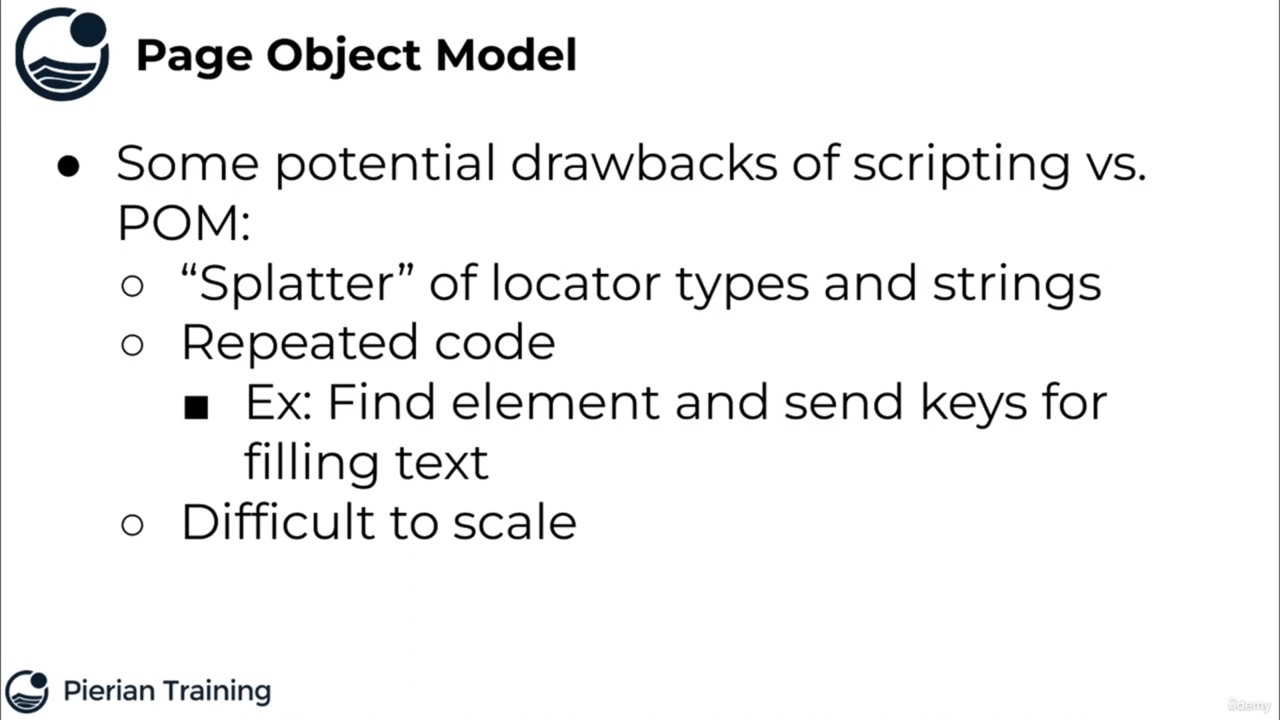 Page Object Model
● Some potential drawbacks of scripting vs.
POM:
○ “Splatter” of locator types and strings
○ Repeated code
■ Ex: Find element and send keys for
filling text
○ Difficult to scale
Pierian Training
ûdemy